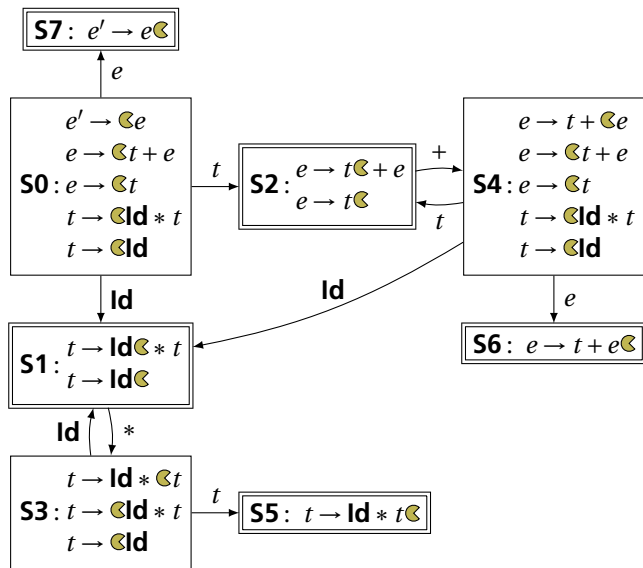 S7 : e′ → e
e
e′ → e
e → t + e
S0 : e → t
t → Id ∗ t
t → Id
t
S2 : e → t + e
e → t
+
t
e → t + e
e → t + e
S4 : e → t
t → Id ∗ t
t → Id
Id
Id
e
S1 : t → Id ∗ t
t → Id
S6 : e → t + e
Id
∗
t → Id ∗ t
S3 : t → Id ∗ t
t → Id
t
S5 : t → Id ∗ t